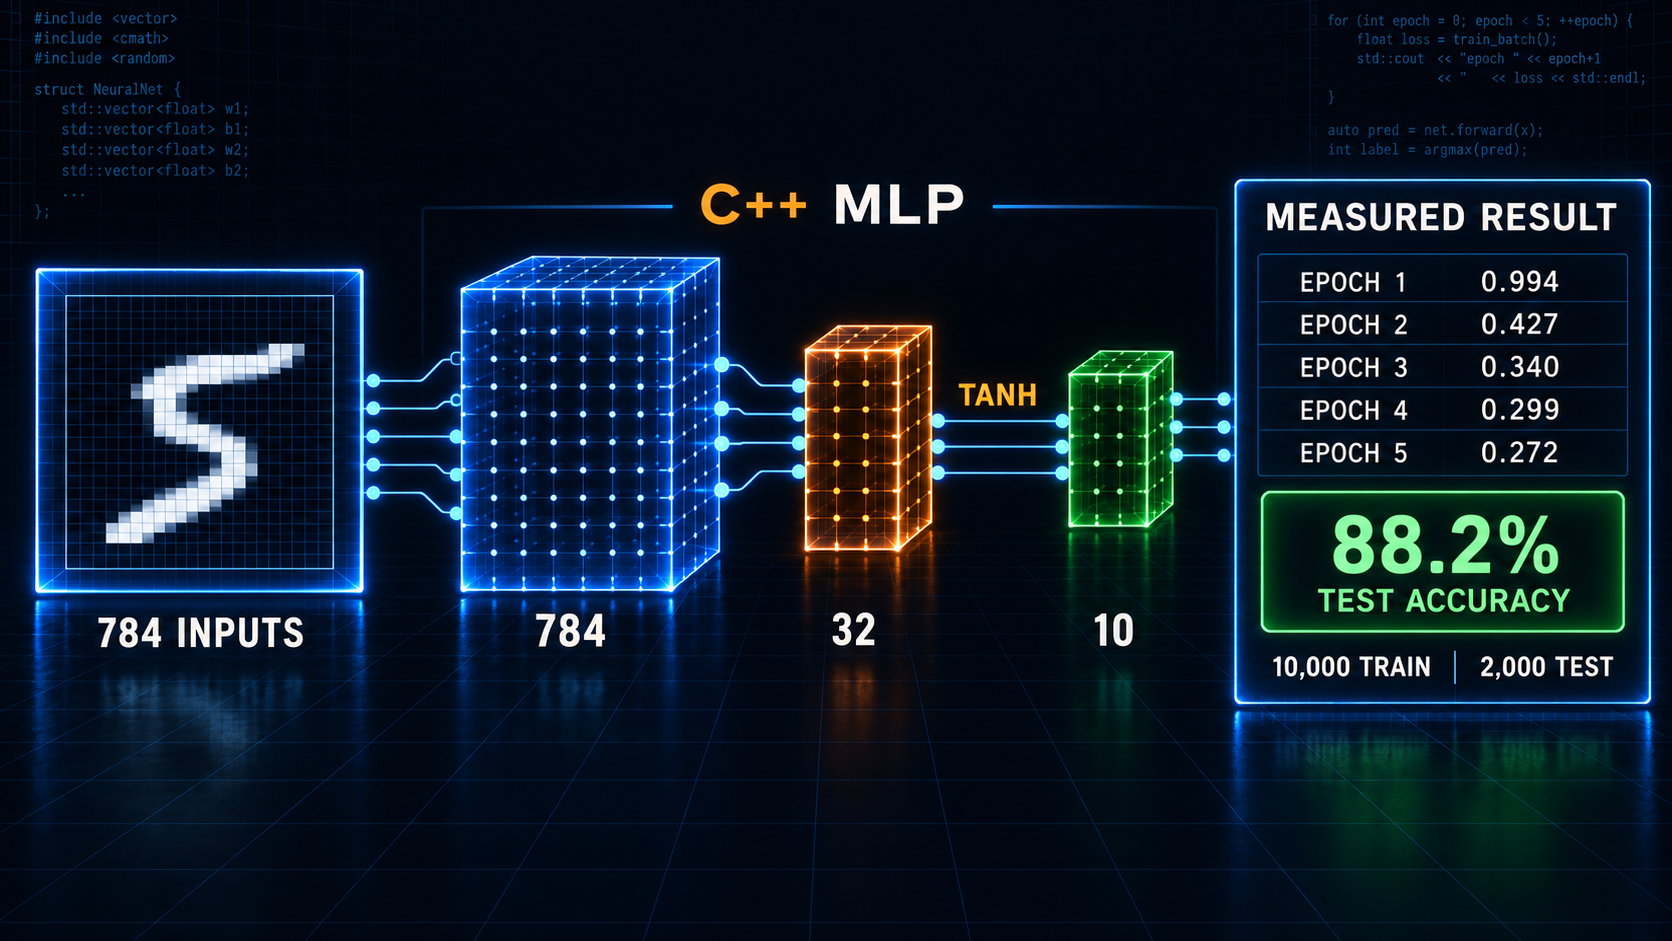 #include <vector>
#include <cmath>
#include <random>
struct NeuralNet {
std::vector<float> w1;
std::vector<float> b1;
std::vector<float> w2;
std::vector<float> b2;
...
};
for (int epoch = 0; epoch < 5; ++epoch) {
float loss = train_batch();
std::cout << "epoch " << epoch+1
<< " " << loss << std::endl;
}
auto pred = net.forward(x);
int label = argmax(pred);
C++ MLP
784 INPUTS
784
32
TANH
10
MEASURED RESULT
EPOCH 1 0.994
EPOCH 2 0.427
EPOCH 3 0.340
EPOCH 4 0.299
EPOCH 5 0.272
88.2%
TEST ACCURACY
10,000 TRAIN | 2,000 TEST